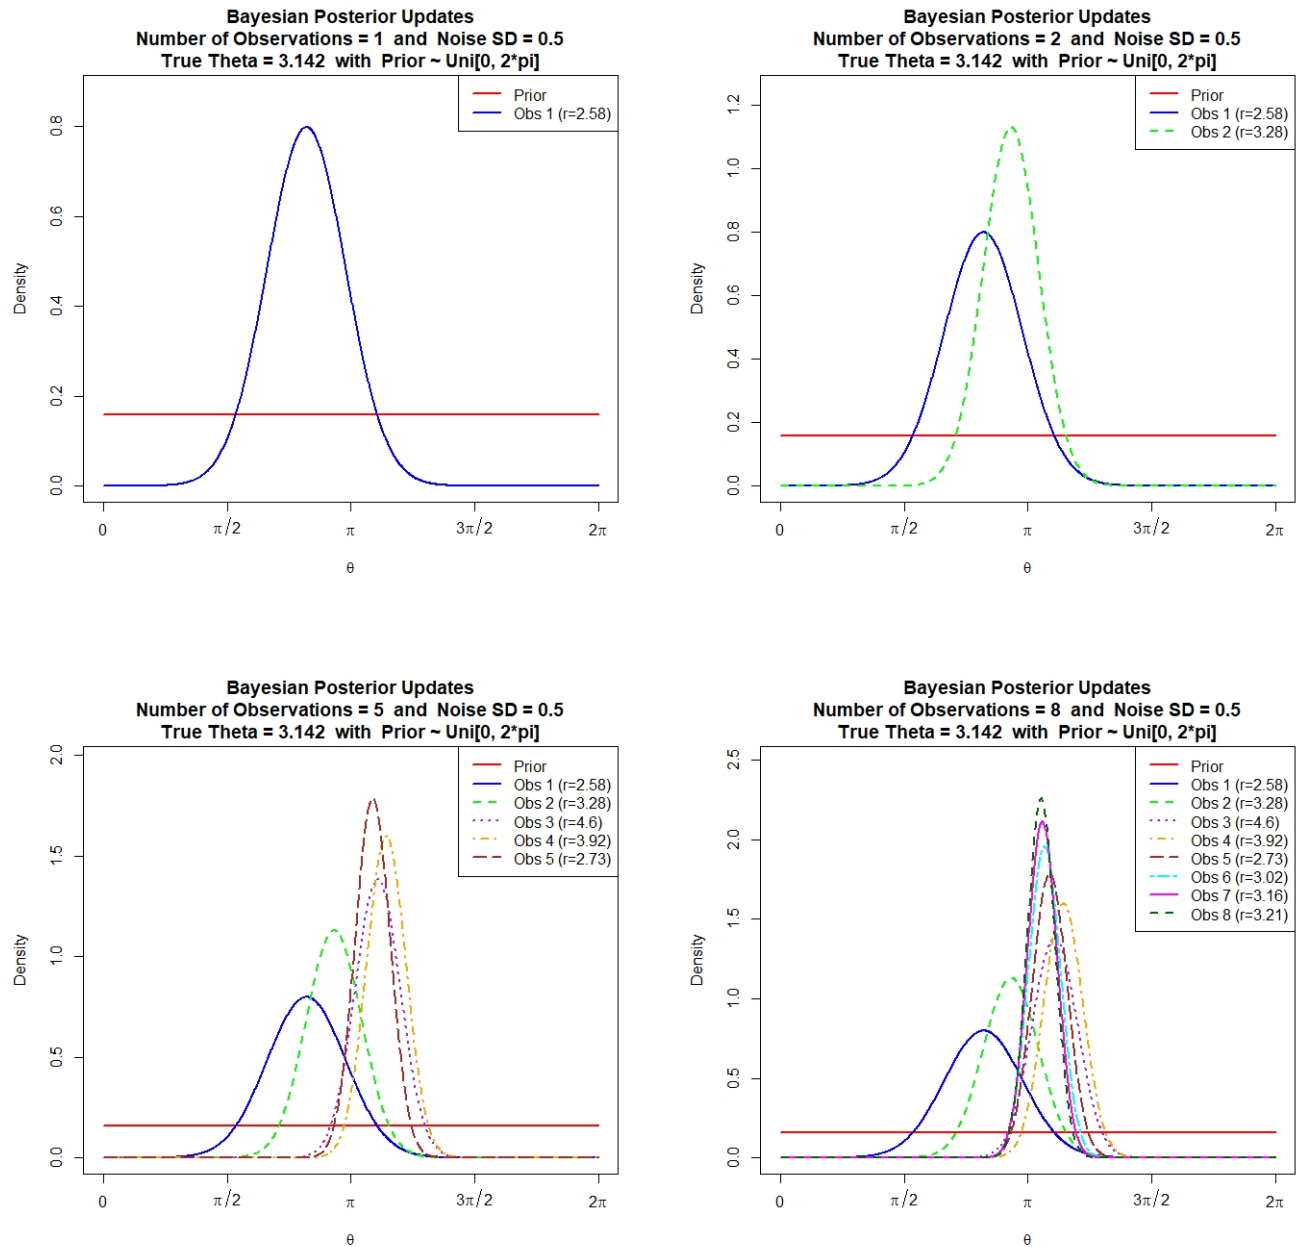 Bayesian Posterior Updates
Number of Observations = 1 and Noise SD = 0.5
True Theta = 3.142 with Prior ~ Uni[0, 2*pi]
Prior
Obs 1 (r=2.58)
Density
0.8
0.6
0.4
0.2
0.0
0 π/2 π 3π/2 2π
θ
Bayesian Posterior Updates
Number of Observations = 2 and Noise SD = 0.5
True Theta = 3.142 with Prior ~ Uni[0, 2*pi]
Prior
Obs 1 (r=2.58)
Obs 2 (r=3.28)
Density
1.2
1.0
0.8
0.6
0.4
0.2
0.0
0 π/2 π 3π/2 2π
θ
Bayesian Posterior Updates
Number of Observations = 5 and Noise SD = 0.5
True Theta = 3.142 with Prior ~ Uni[0, 2*pi]
Prior
Obs 1 (r=2.58)
Obs 2 (r=3.28)
Obs 3 (r=4.6)
Obs 4 (r=3.92)
Obs 5 (r=2.73)
Density
2.0
1.5
1.0
0.5
0.0
0 π/2 π 3π/2 2π
θ
Bayesian Posterior Updates
Number of Observations = 8 and Noise SD = 0.5
True Theta = 3.142 with Prior ~ Uni[0, 2*pi]
Prior
Obs 1 (r=2.58)
Obs 2 (r=3.28)
Obs 3 (r=4.6)
Obs 4 (r=3.92)
Obs 5 (r=2.73)
Obs 6 (r=3.02)
Obs 7 (r=3.16)
Obs 8 (r=3.21)
Density
2.5
2.0
1.5
1.0
0.5
0.0
0 π/2 π 3π/2 2π
θ